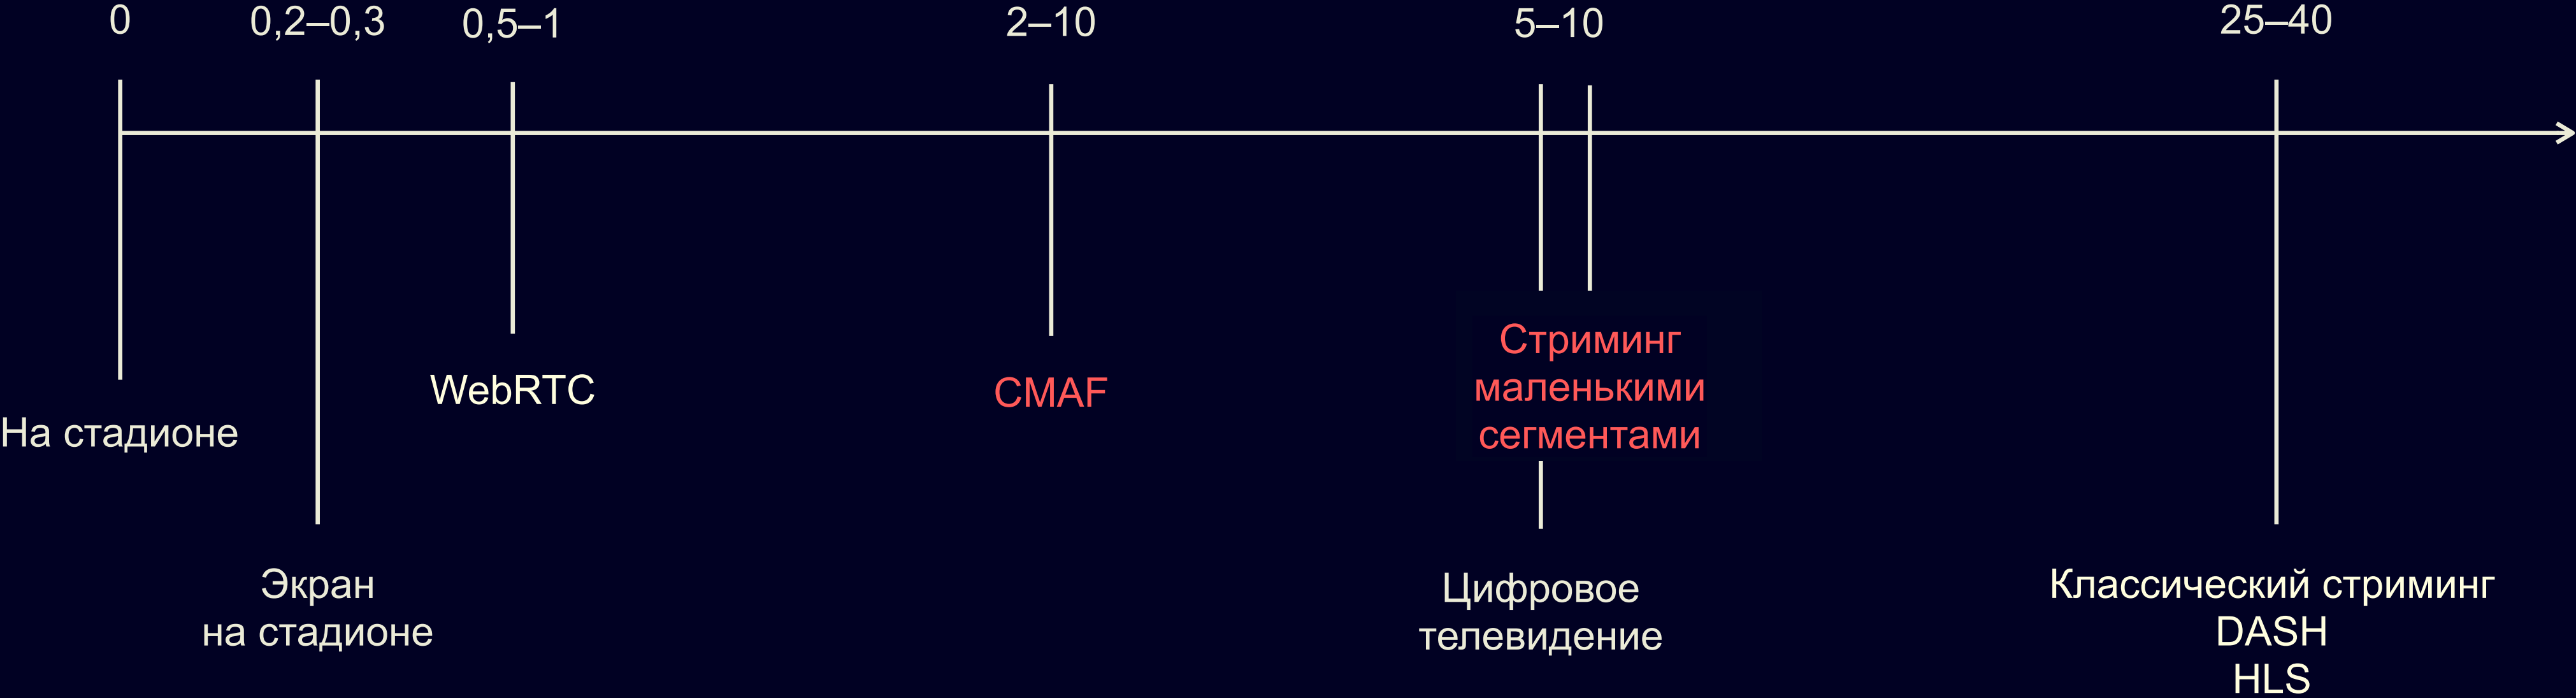 0
0,2–0,3
0,5–1
2–10
5–10
25–40
На стадионе
Экран
на стадионе
WebRTC
CMAF
Стриминг
маленькими
сегментами
Цифровое
телевидение
Классический стриминг
DASH
HLS